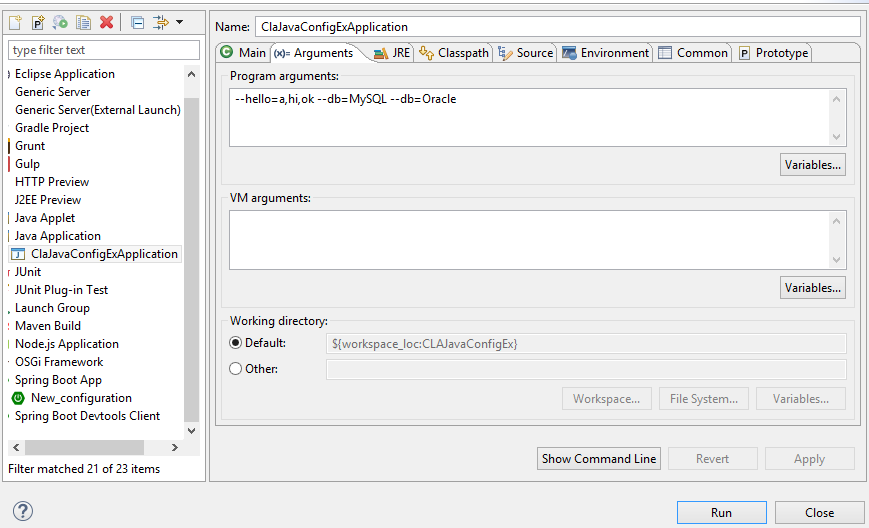 Name: ClaJavaConfigExApplication
type filter text
Eclipse Application
Generic Server
Generic Server(External Launch)
Gradle Project
Grunt
Gulp
HTTP Preview
J2EE Preview
Java Applet
Java Application
ClaJavaConfigExApplication
JUnit
JUnit Plug-in Test
Launch Group
Maven Build
Node.js Application
OSGi Framework
Spring Boot App
New_configuration
Spring Boot Devtools Client
Filter matched 21 of 23 items
Main (x)= Arguments JRE Classpath Source Environment Common Prototype
Program arguments:
--hello=a,hi,ok --db=MySQL --db=Oracle
Variables...
VM arguments:
Variables...
Working directory:
Default: ${workspace_loc:CLAJavaConfigEx}
Other:
Workspace... File System... Variables...
Show Command Line Revert Apply
Run Close